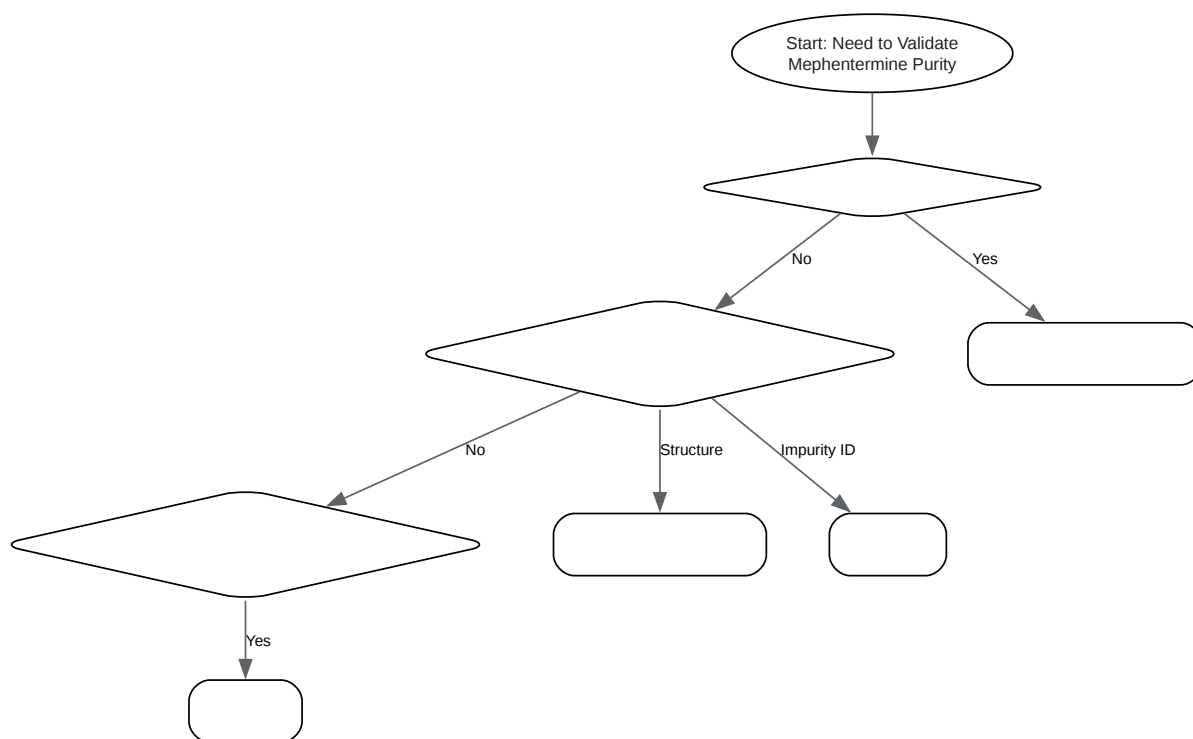 Start: Need to Validate
Mephentermine Purity
No
Yes
No
Structure
Impurity ID
Yes